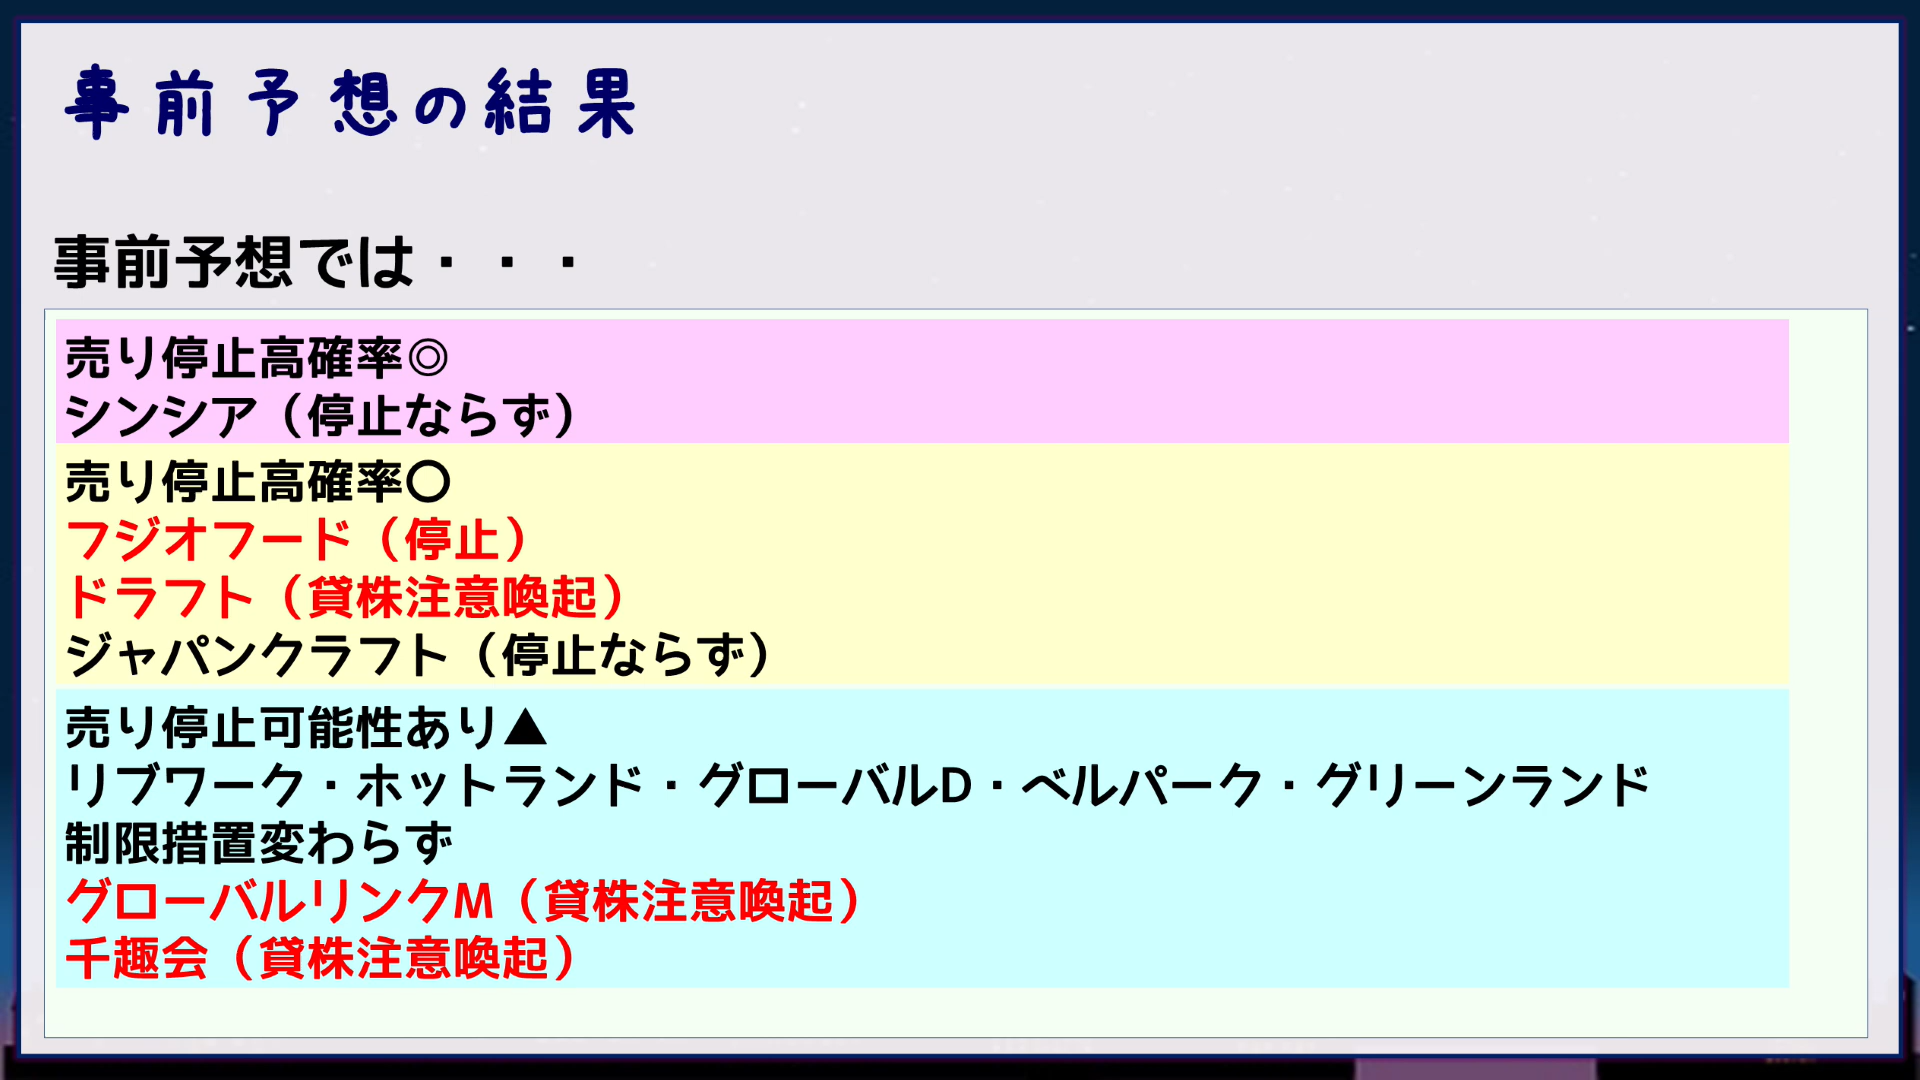 事前予想の結果
事前予想では・・・
売り停止高確率◎
シンシア（停止ならず）
売り停止高確率〇
フジオフード（停止）
ドラフト（貸株注意喚起）
ジャパンクラフト（停止ならず）
売り停止可能性あり▲
リブワーク・ホットランド・グローバルD・ベルパーク・グリーンランド
制限措置変わらず
グローバルリンクM（貸株注意喚起）
千趣会（貸株注意喚起）